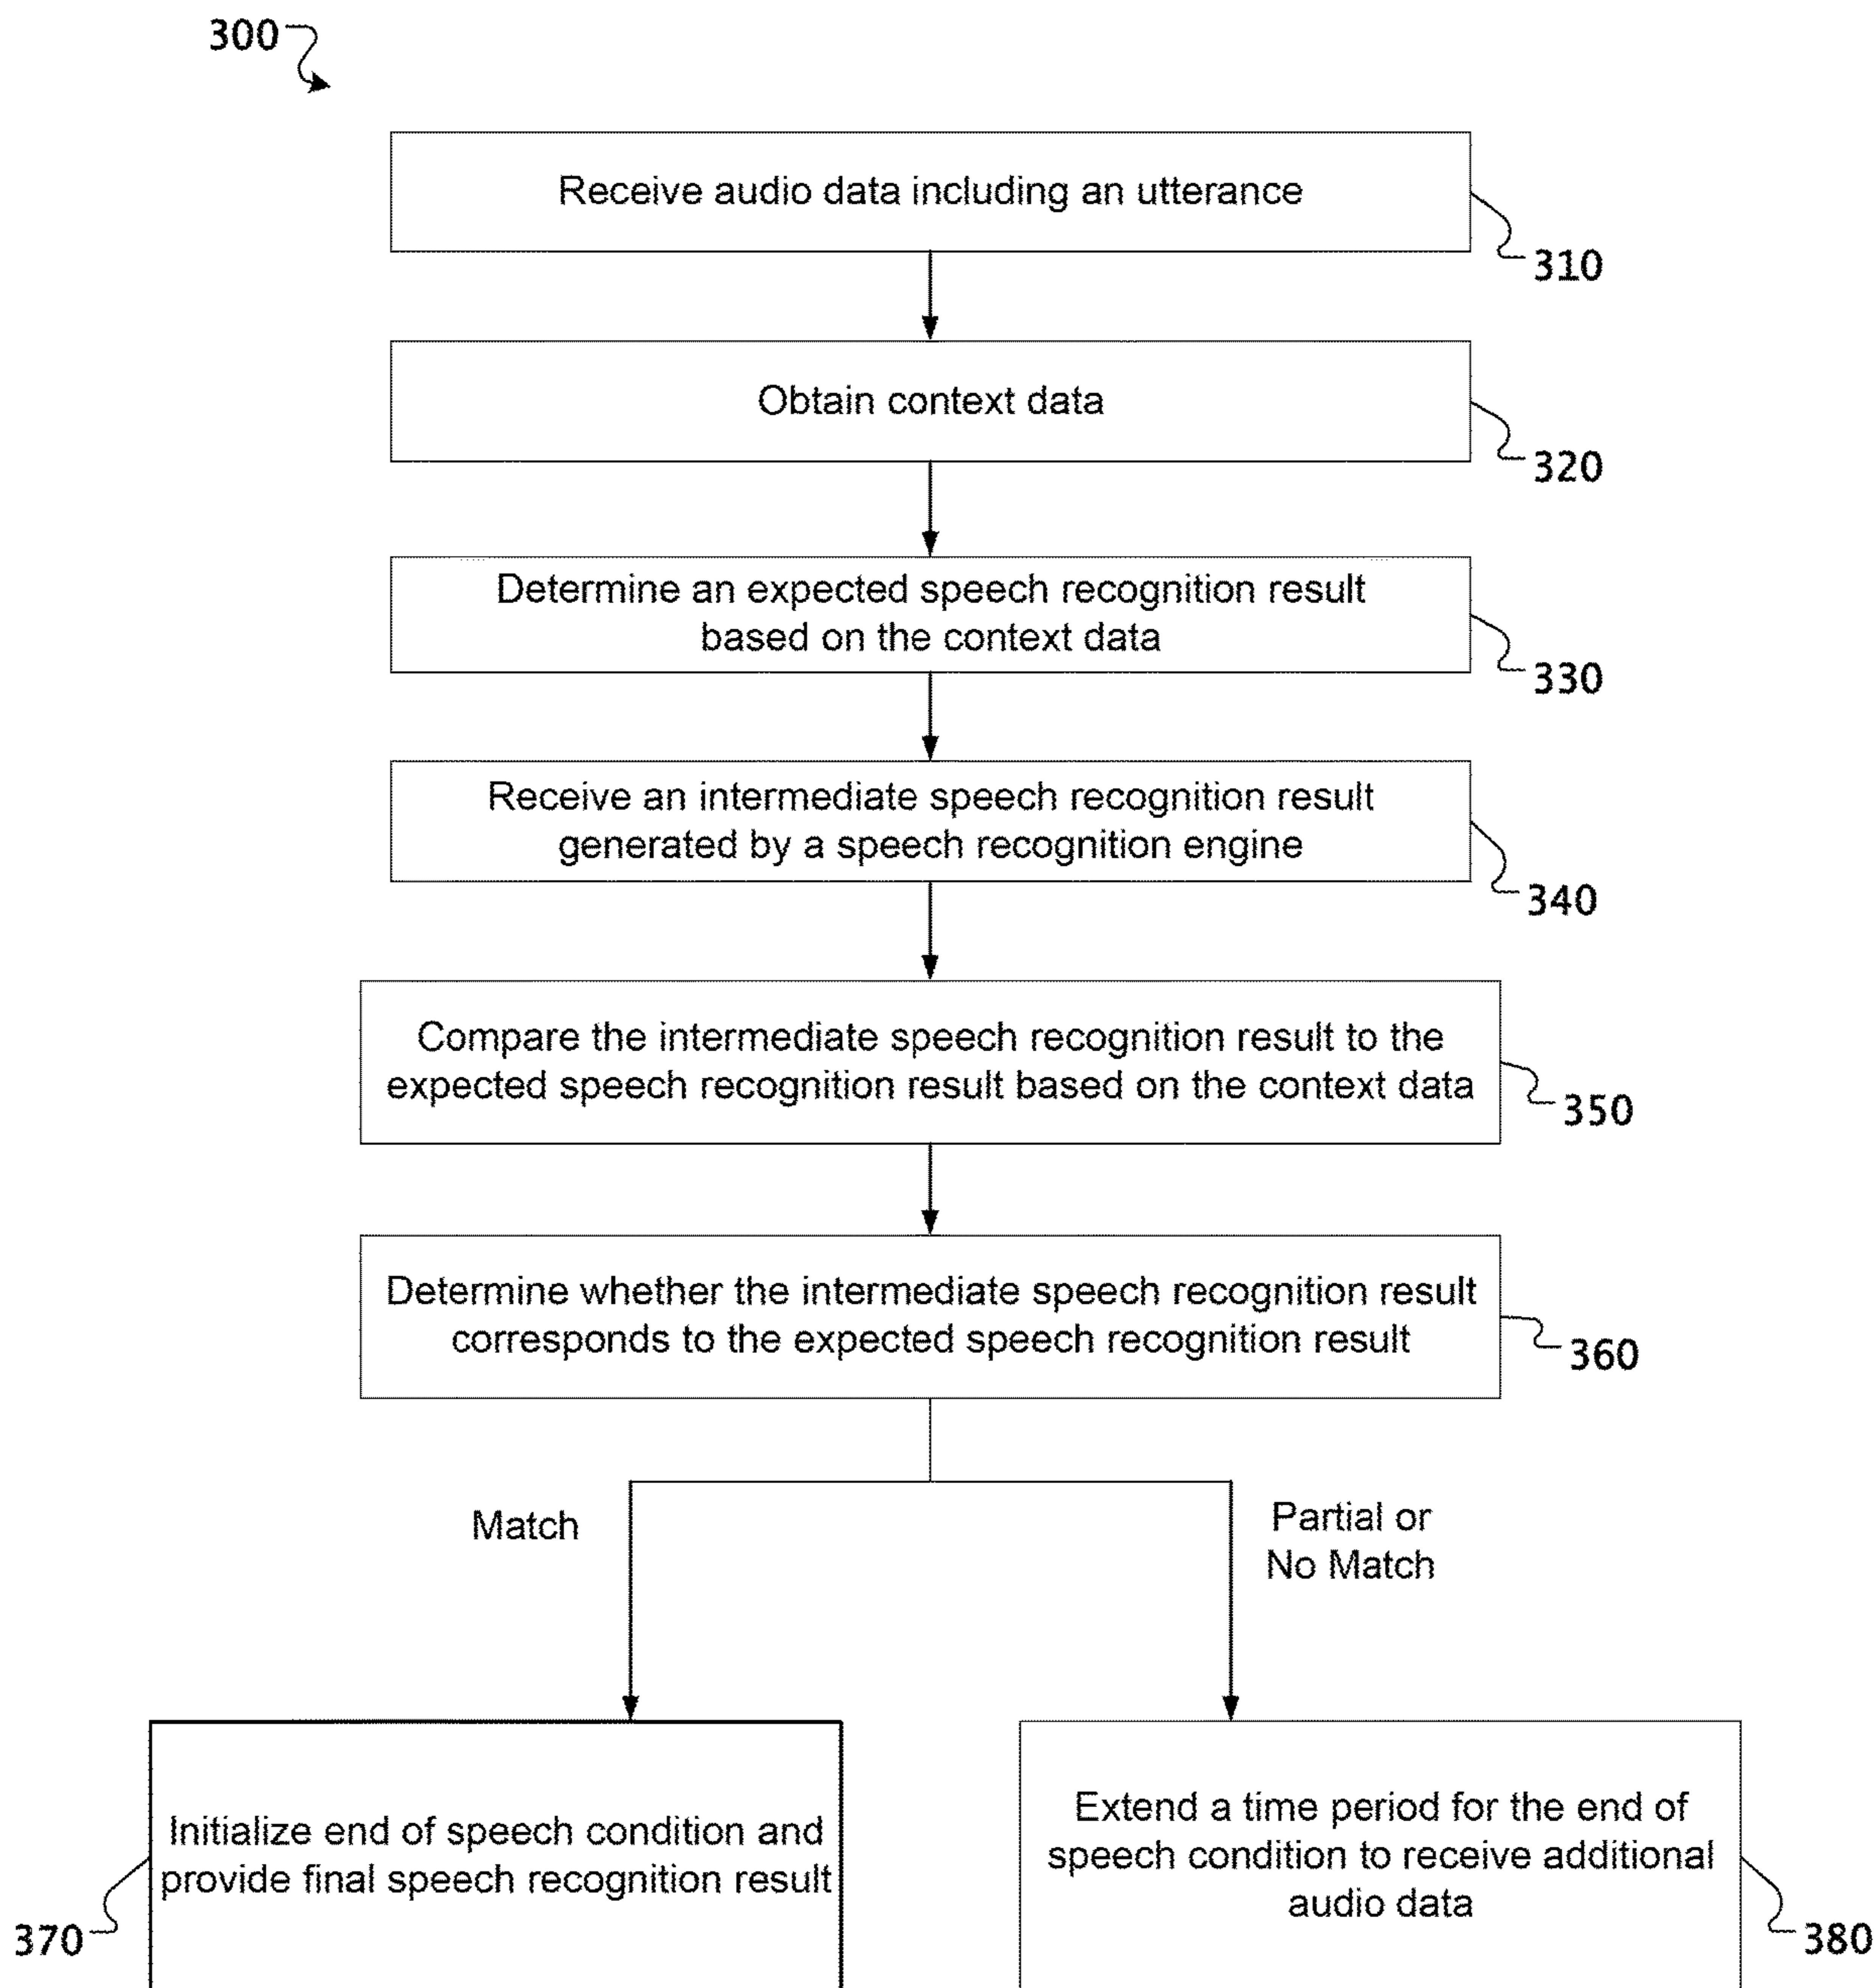 300
Receive audio data including an utterance
310
Obtain context data
320
Determine an expected speech recognition result
based on the context data
330
Receive an intermediate speech recognition result
generated by a speech recognition engine
340
Compare the intermediate speech recognition result to the
expected speech recognition result based on the context data
350
Determine whether the intermediate speech recognition result
corresponds to the expected speech recognition result
360
Match
Partial or
No Match
Initialize end of speech condition and
provide final speech recognition result
370
Extend a time period for the end of
speech condition to receive additional
audio data
380